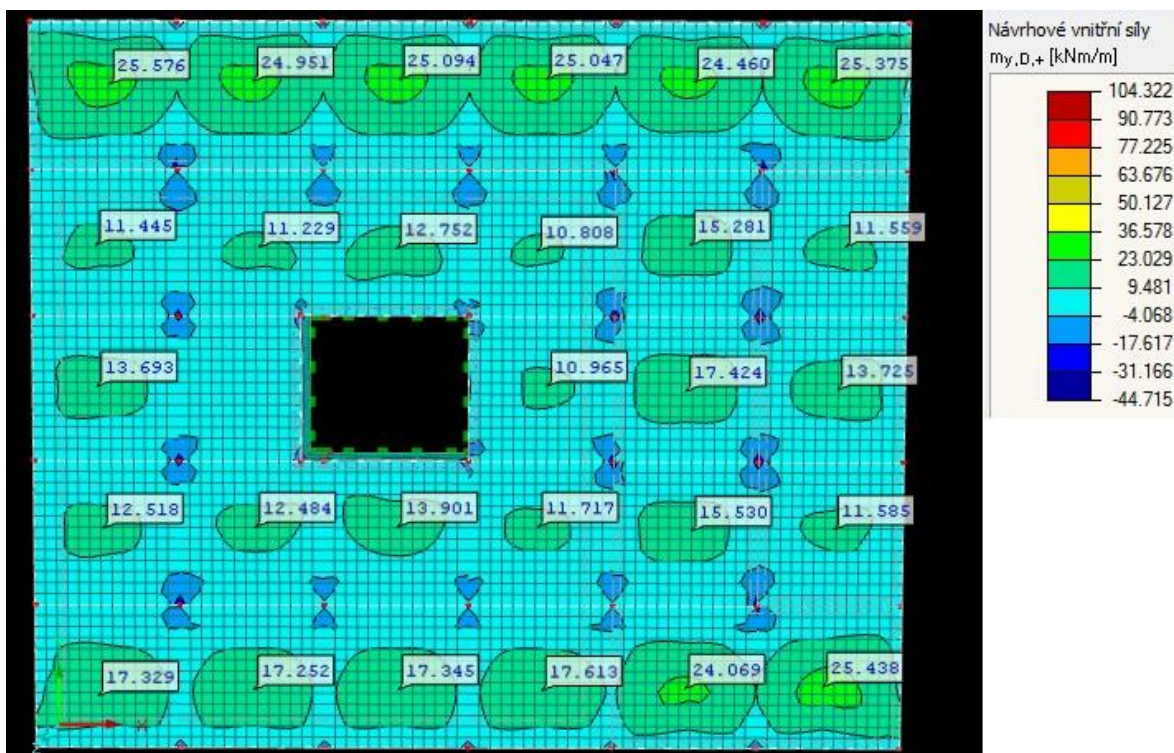 Návrhové vnitřní síly
my,D,+ [kNm/m]
104.322
90.773
77.225
63.676
50.127
36.578
23.029
9.481
-4.068
-17.617
-31.166
-44.715
25.576 24.951 25.094 25.047 24.460 25.375
11.445 11.229 12.752 10.808 15.281 11.559
13.693 10.965 17.424 13.725
12.518 12.484 13.901 11.717 15.530 11.585
17.329 17.252 17.345 17.613 24.069 25.438
X